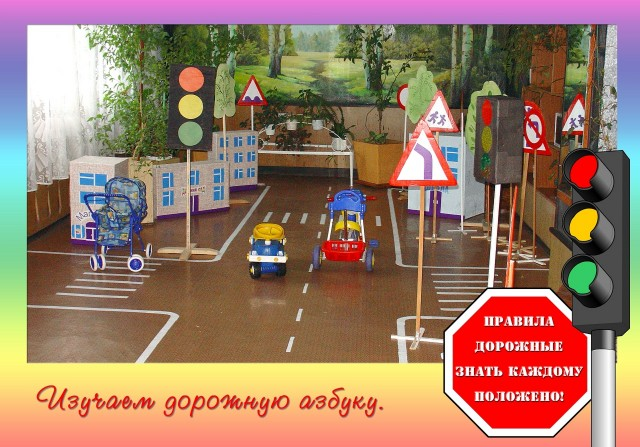 ПРАВИЛА
ДОРОЖНЫЕ
ЗНАТЬ КАЖДОМУ
ПОЛОЖЕНО!
Изучаем дорожную азбуку.